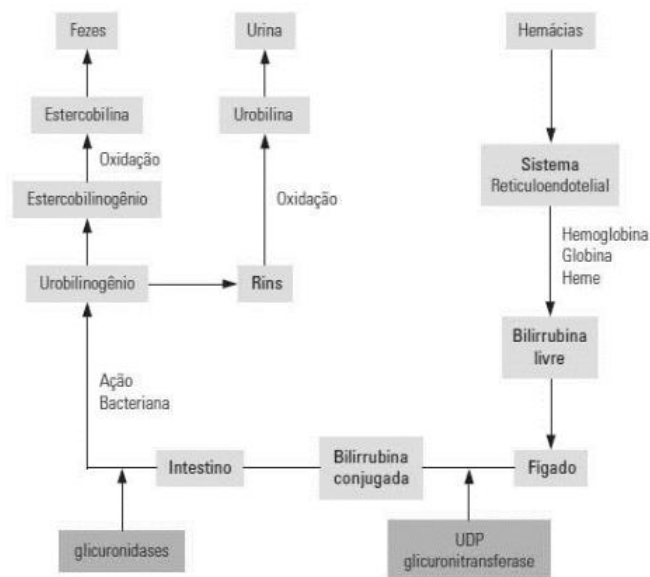 Fezes
Urina
Hemácias
Estercobilina
Urobilina
Oxidação
Sistema
Reticuloendotelial
Estercobilinogênio
Oxidação
Hemoglobina
Globina
Heme
Urobilinogênio
Rins
Bilirrubina
livre
Ação
Bacteriana
Intestino
Bilirrubina
conjugada
Fígado
glicuronidases
UDP
glicuronitransferase